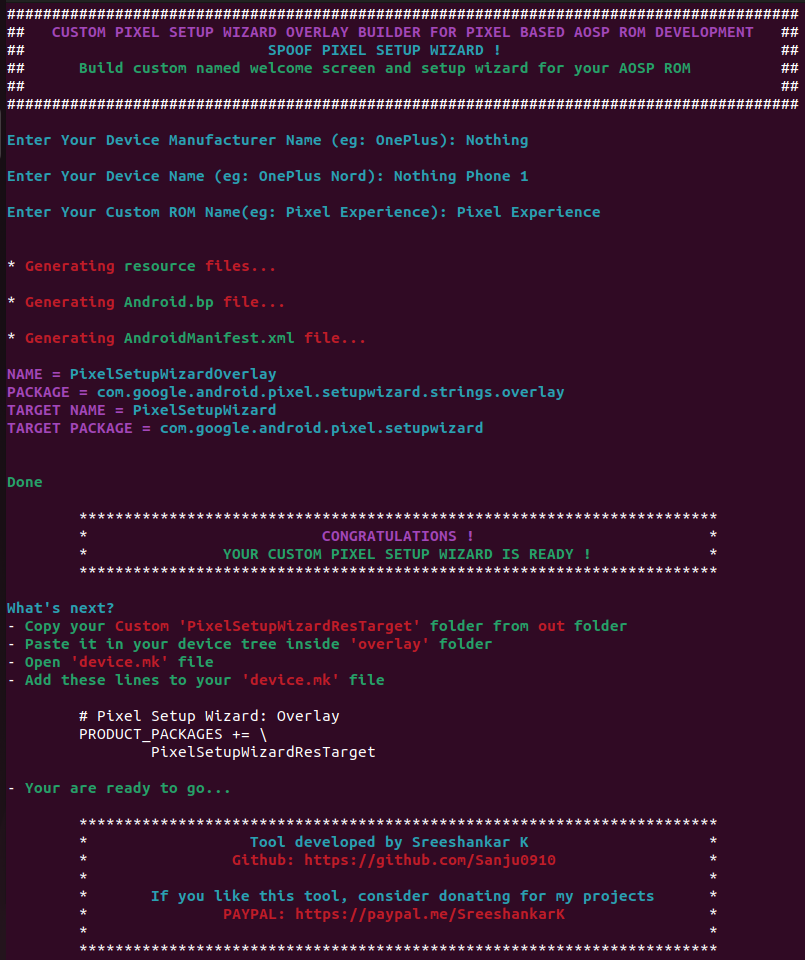 ########################################################################################
##   CUSTOM PIXEL SETUP WIZARD OVERLAY BUILDER FOR PIXEL BASED AOSP ROM DEVELOPMENT   ##
##                           SPOOF PIXEL SETUP WIZARD !                               ##
##      Build custom named welcome screen and setup wizard for your AOSP ROM          ##
##                                                                                    ##
########################################################################################
Enter Your Device Manufacturer Name (eg: OnePlus): Nothing
Enter Your Device Name (eg: OnePlus Nord): Nothing Phone 1
Enter Your Custom ROM Name(eg: Pixel Experience): Pixel Experience
* Generating resource files...
* Generating Android.bp file...
* Generating AndroidManifest.xml file...
NAME = PixelSetupWizardOverlay
PACKAGE = com.google.android.pixel.setupwizard.strings.overlay
TARGET NAME = PixelSetupWizard
TARGET PACKAGE = com.google.android.pixel.setupwizard
Done
***********************************************************************
*                          CONGRATULATIONS !                          *
*               YOUR CUSTOM PIXEL SETUP WIZARD IS READY !             *
***********************************************************************
What's next?
- Copy your Custom 'PixelSetupWizardResTarget' folder from out folder
- Paste it in your device tree inside 'overlay' folder
- Open 'device.mk' file
- Add these lines to your 'device.mk' file
# Pixel Setup Wizard: Overlay
PRODUCT_PACKAGES += \
PixelSetupWizardResTarget
- Your are ready to go...
***********************************************************************
*                  Tool developed by Sreeshankar K                    *
*                Github: https://github.com/Sanju0910                 *
*                                                                     *
*       If you like this tool, consider donating for my projects      *
*               PAYPAL: https://paypal.me/SreeshankarK                *
*                                                                     *
***********************************************************************